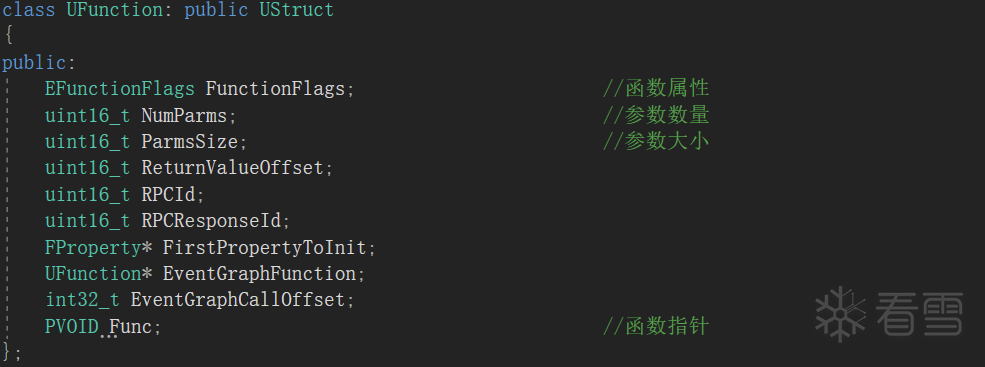 class UFunction: public UStruct
{
public:
    EFunctionFlags FunctionFlags; //函数属性
    uint16_t NumParms; //参数数量
    uint16_t ParmsSize; //参数大小
    uint16_t ReturnValueOffset;
    uint16_t RPCId;
    uint16_t RPCResponseId;
    FProperty* FirstPropertyToInit;
    UFunction* EventGraphFunction;
    int32_t EventGraphCallOffset;
    PVOID Func; //函数指针
};
看雪